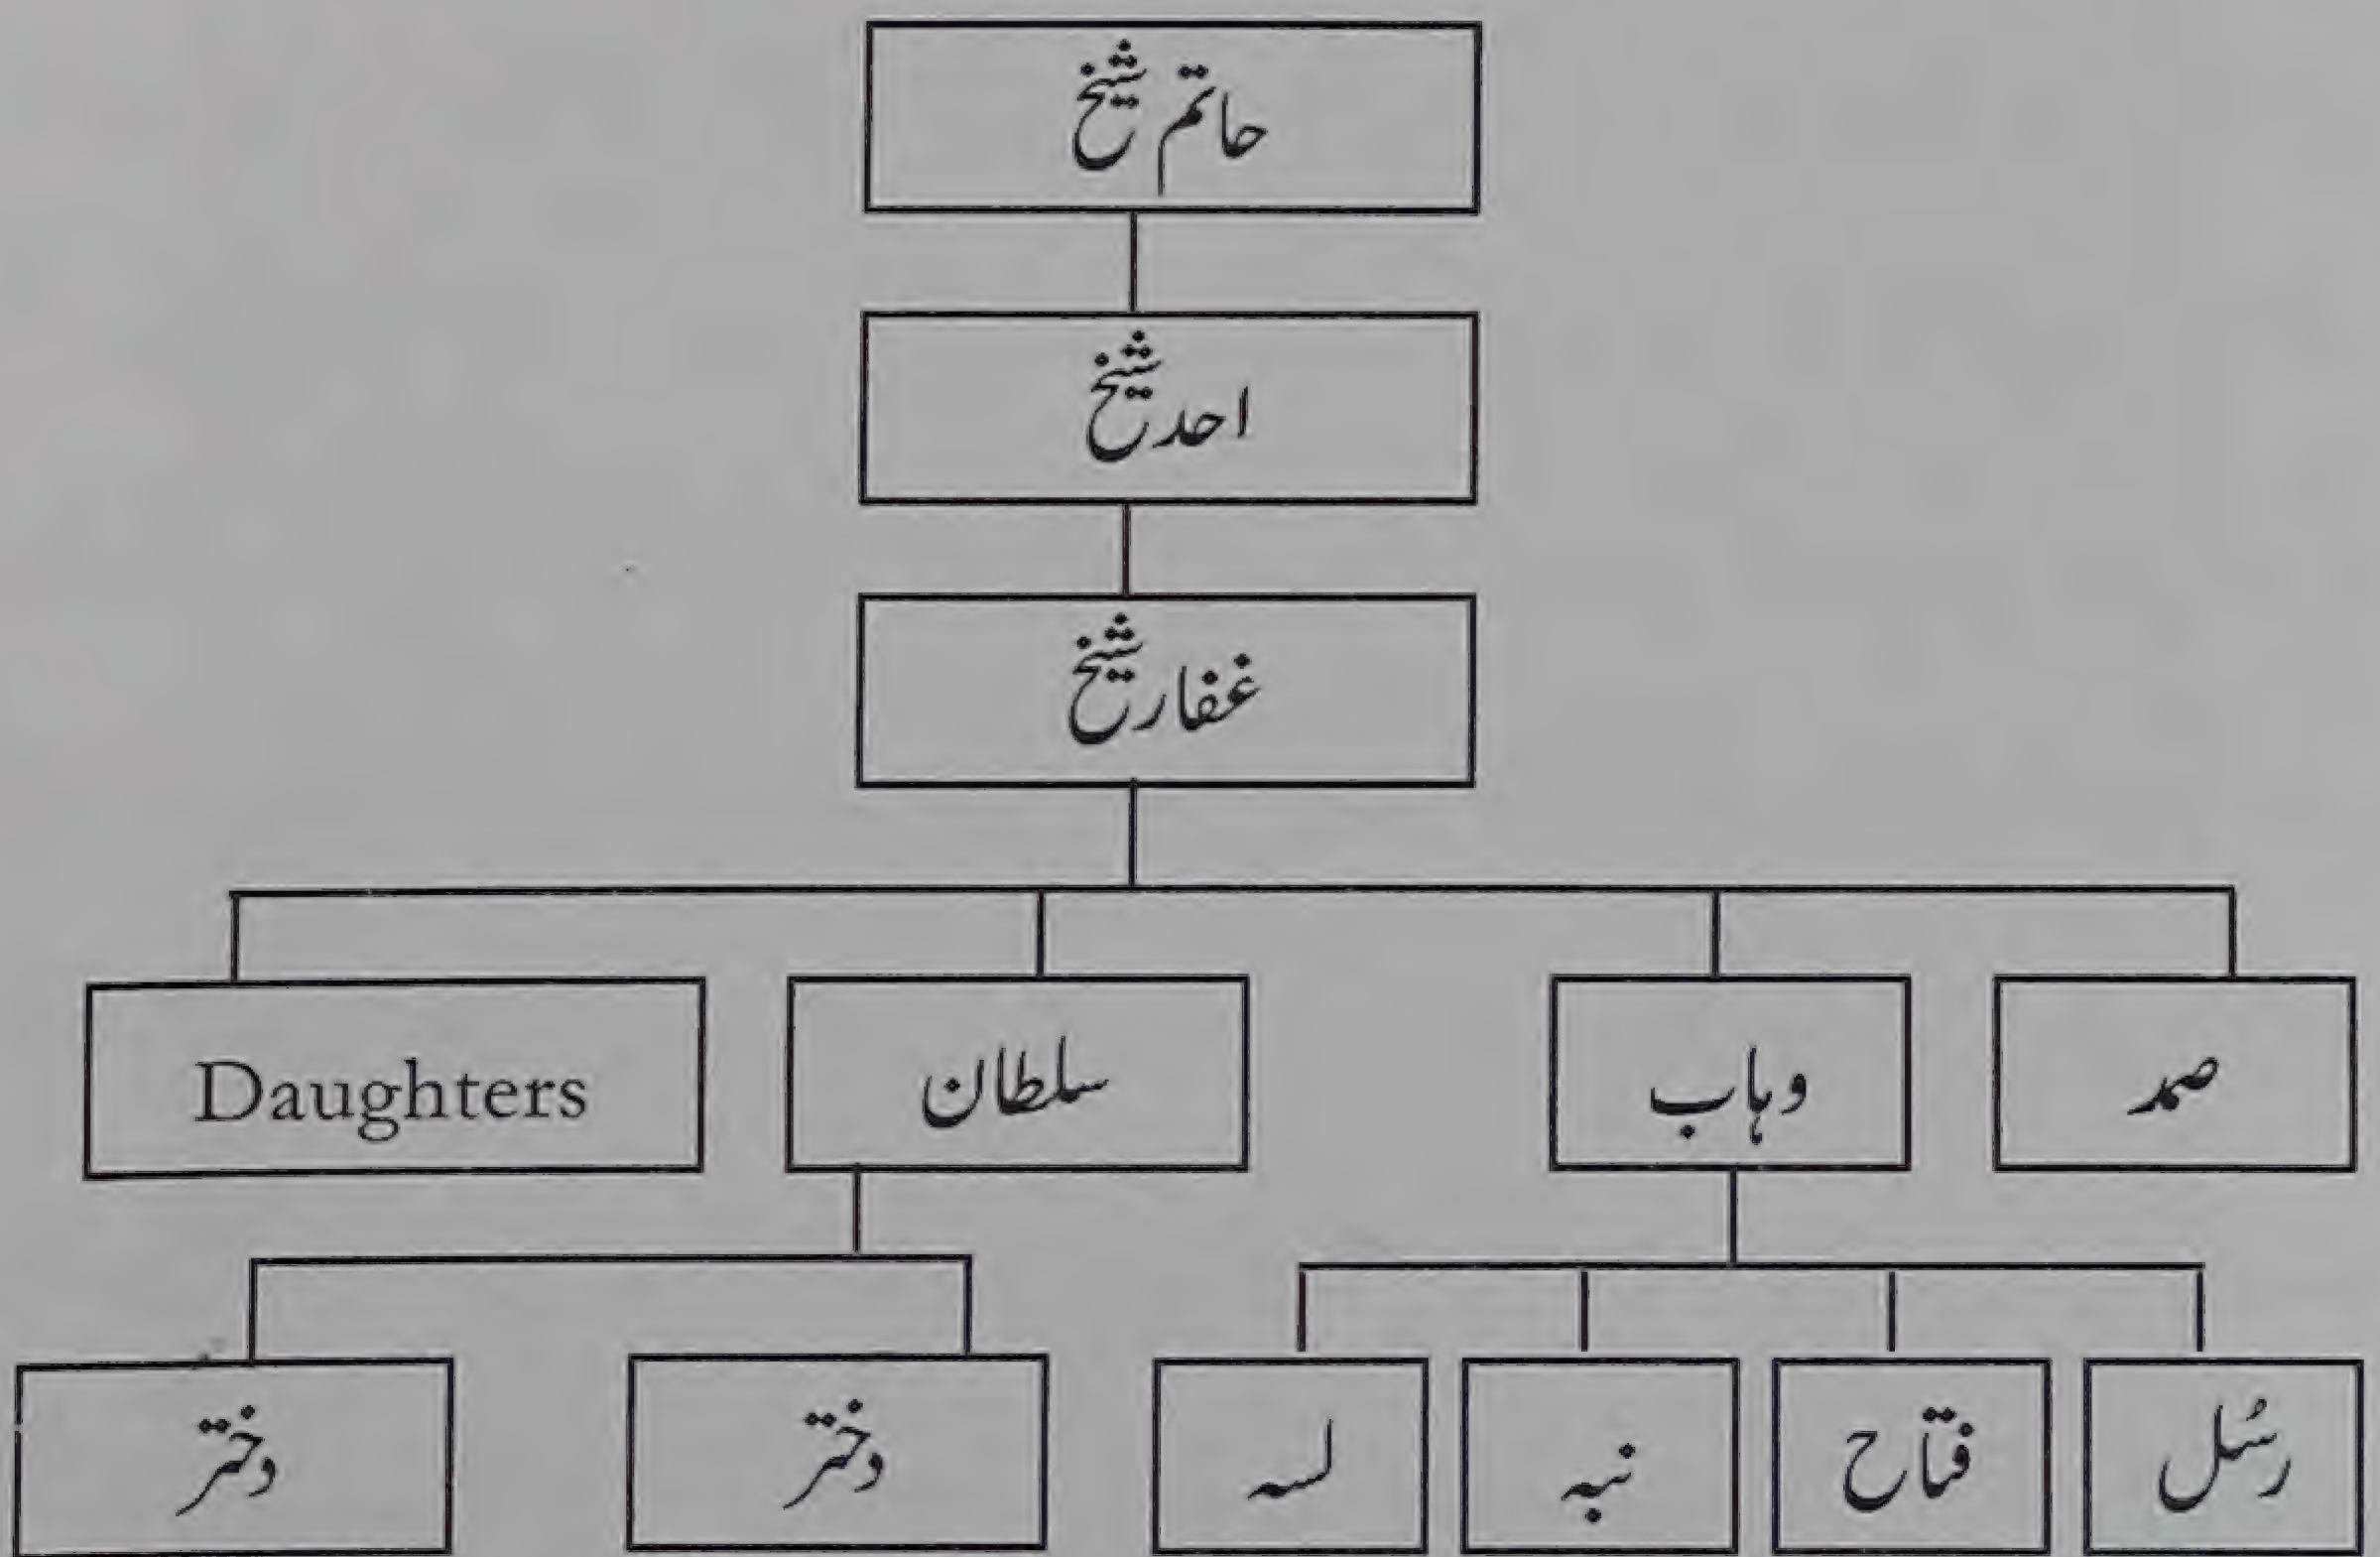 حاتم شیخ
احد شیخ
غفار شیخ
صمد
وہاب
سلطان
Daughters
رسُل
فتاح
نبہ
لسہ
دختر
دختر